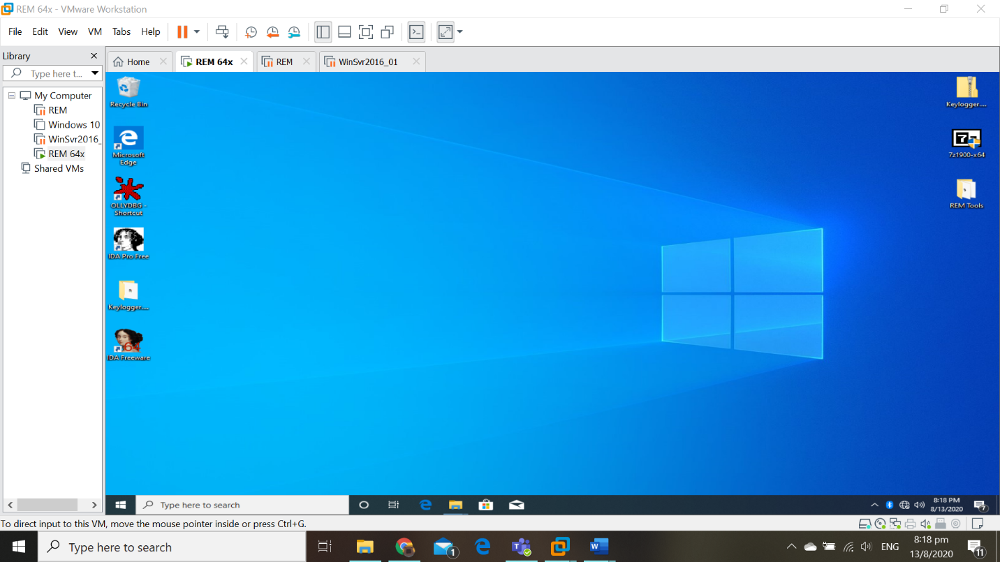 REM 64x - VMware Workstation
File Edit View VM Tabs Help
Library
Home
REM 64x
REM
WinSvr2016_01
Type here t...
My Computer
REM
Windows 10
WinSvr2016_
REM 64x
Shared VMs
Recycle Bin
Microsoft
Edge
OLLYDBG -
Shortcut
IDA Pro Free
Keylogger....
64
IDA Freeware
Keylogger....
7z
7z1900-x64
REM Tools
Type here to search
8:18 PM
8/13/2020
7
To direct input to this VM, move the mouse pointer inside or press Ctrl+G.
Type here to search
1
ENG
8:18 pm
13/8/2020
11